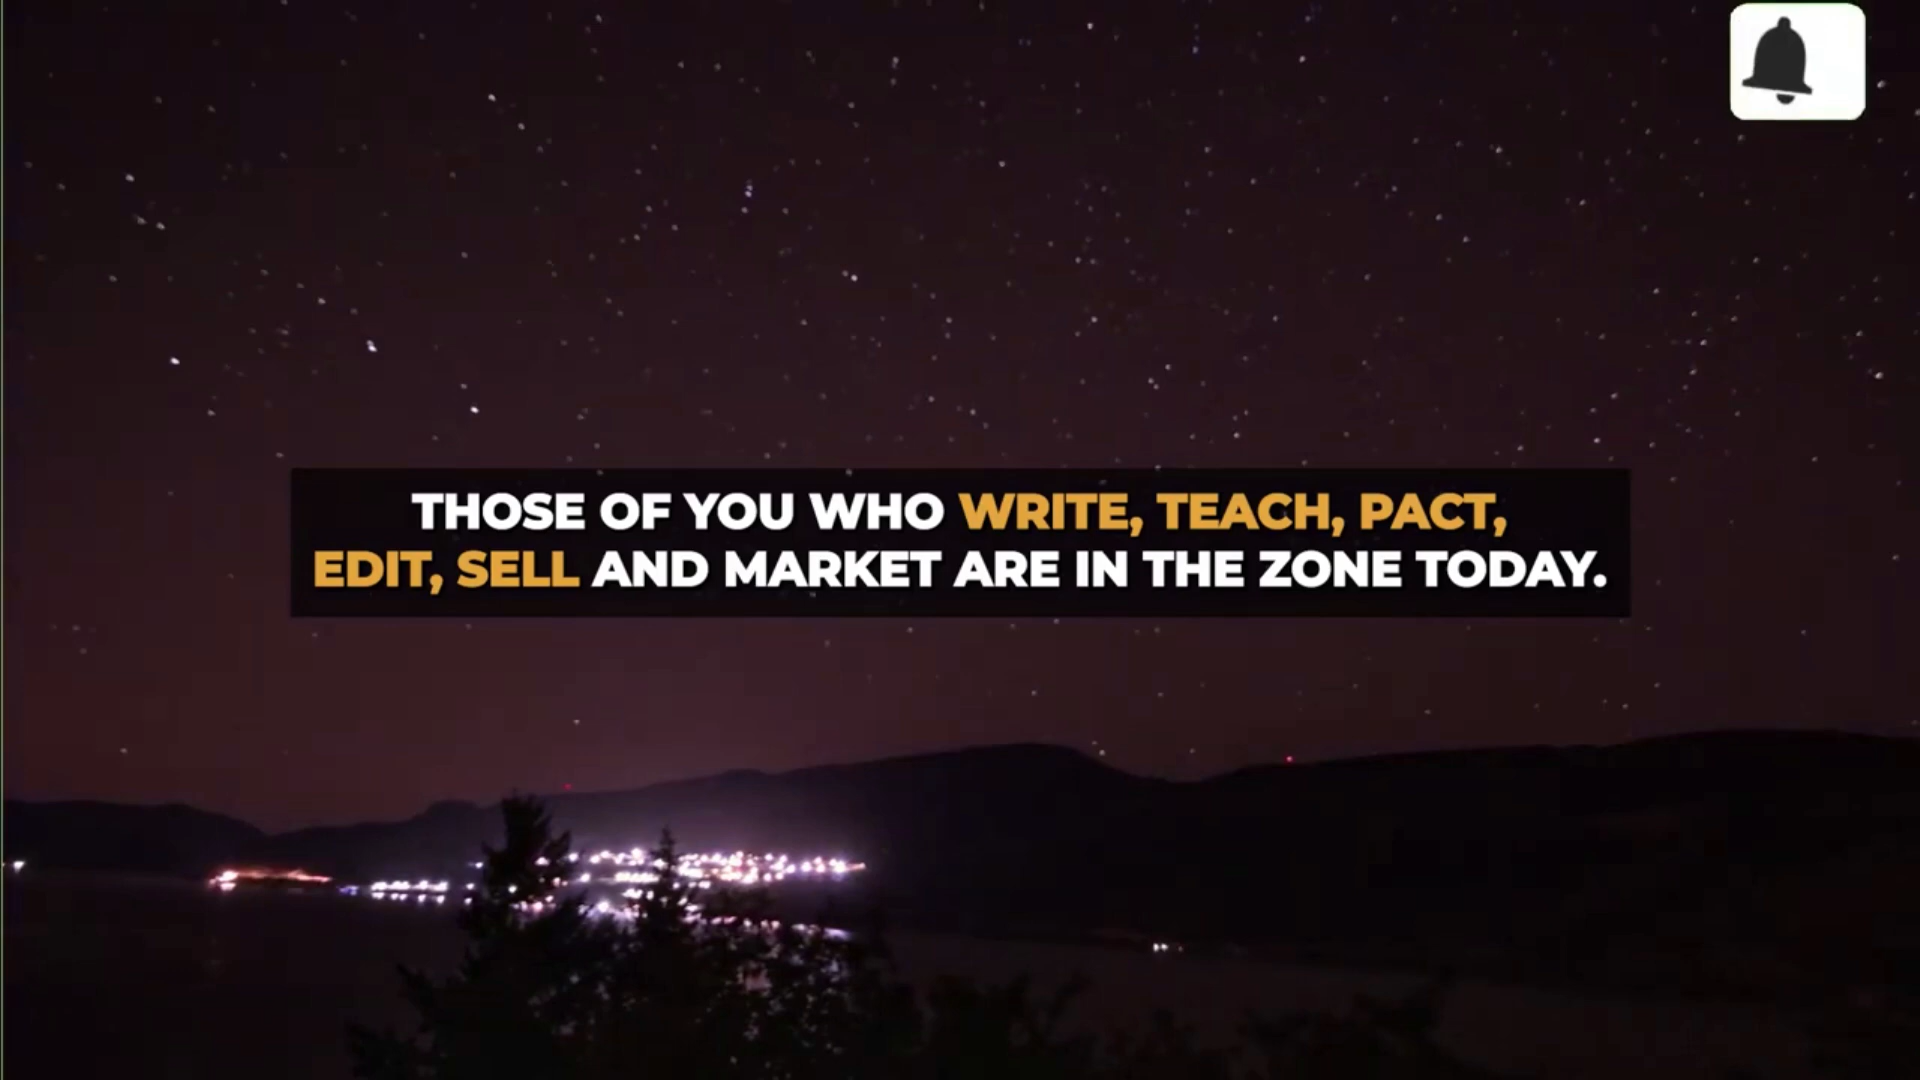 THOSE OF YOU WHO WRITE, TEACH, PACT,
EDIT, SELL AND MARKET ARE IN THE ZONE TODAY.